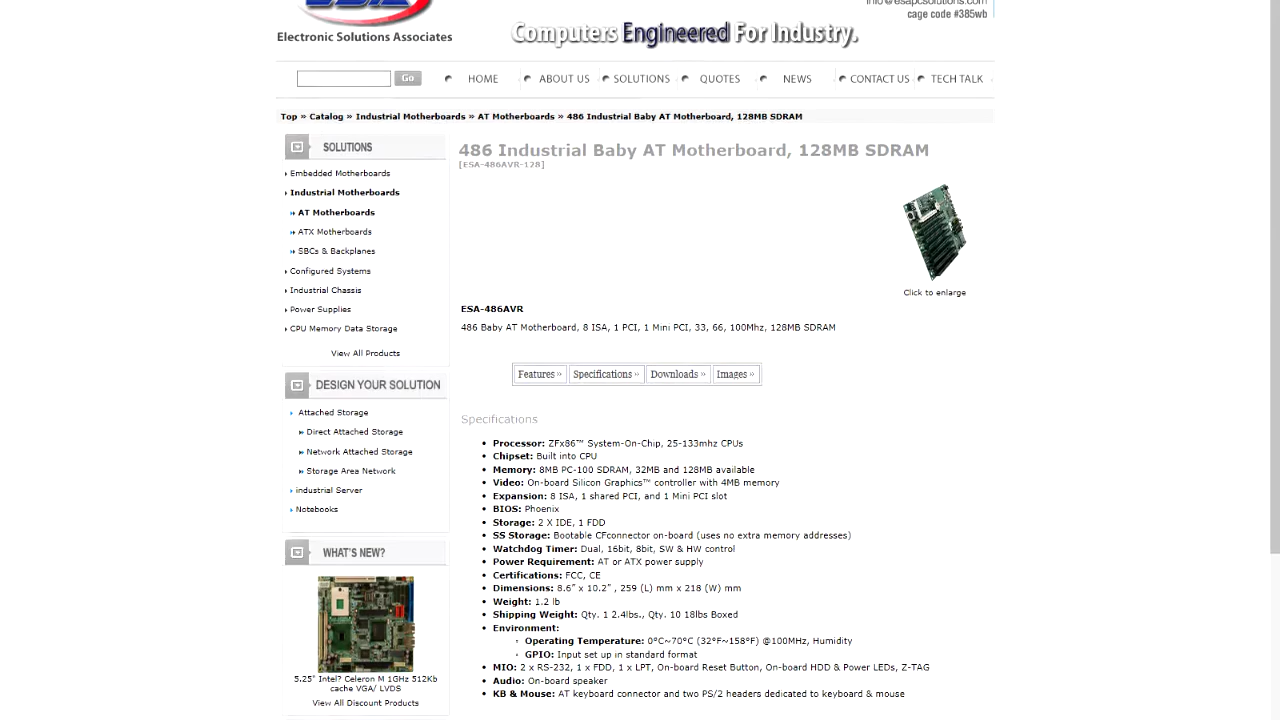 info@esapcsolutions.com
cage code #385wb
Electronic Solutions Associates
Computers Engineered For Industry.
Go
HOME
ABOUT US
SOLUTIONS
QUOTES
NEWS
CONTACT US
TECH TALK
Top » Catalog » Industrial Motherboards » AT Motherboards » 486 Industrial Baby AT Motherboard, 128MB SDRAM
SOLUTIONS
Embedded Motherboards
Industrial Motherboards
AT Motherboards
ATX Motherboards
SBCs & Backplanes
Configured Systems
Industrial Chassis
Power Supplies
CPU Memory Data Storage
View All Products
DESIGN YOUR SOLUTION
Attached Storage
Direct Attached Storage
Network Attached Storage
Storage Area Network
industrial Server
Notebooks
WHAT'S NEW?
5.25" Intel? Celeron M 1GHz 512Kb
cache VGA/ LVDS
View All Discount Products
486 Industrial Baby AT Motherboard, 128MB SDRAM
[ESA-486AVR-128]
Click to enlarge
ESA-486AVR
486 Baby AT Motherboard, 8 ISA, 1 PCI, 1 Mini PCI, 33, 66, 100Mhz, 128MB SDRAM
Features »
Specifications »
Downloads »
Images »
Specifications
• Processor: ZFx86™ System-On-Chip, 25-133mhz CPUs
• Chipset: Built into CPU
• Memory: 8MB PC-100 SDRAM, 32MB and 128MB available
• Video: On-board Silicon Graphics™ controller with 4MB memory
• Expansion: 8 ISA, 1 shared PCI, and 1 Mini PCI slot
• BIOS: Phoenix
• Storage: 2 X IDE, 1 FDD
• SS Storage: Bootable CFconnector on-board (uses no extra memory addresses)
• Watchdog Timer: Dual, 16bit, 8bit, SW & HW control
• Power Requirement: AT or ATX power supply
• Certifications: FCC, CE
• Dimensions: 8.6" x 10.2" , 259 (L) mm x 218 (W) mm
• Weight: 1.2 lb
• Shipping Weight: Qty. 1 2.4lbs., Qty. 10 18lbs Boxed
• Environment:
◦ Operating Temperature: 0°C~70°C (32°F~158°F) @100MHz, Humidity
◦ GPIO: Input set up in standard format
• MIO: 2 x RS-232, 1 x FDD, 1 x LPT, On-board Reset Button, On-board HDD & Power LEDs, Z-TAG
• Audio: On-board speaker
• KB & Mouse: AT keyboard connector and two PS/2 headers dedicated to keyboard & mouse